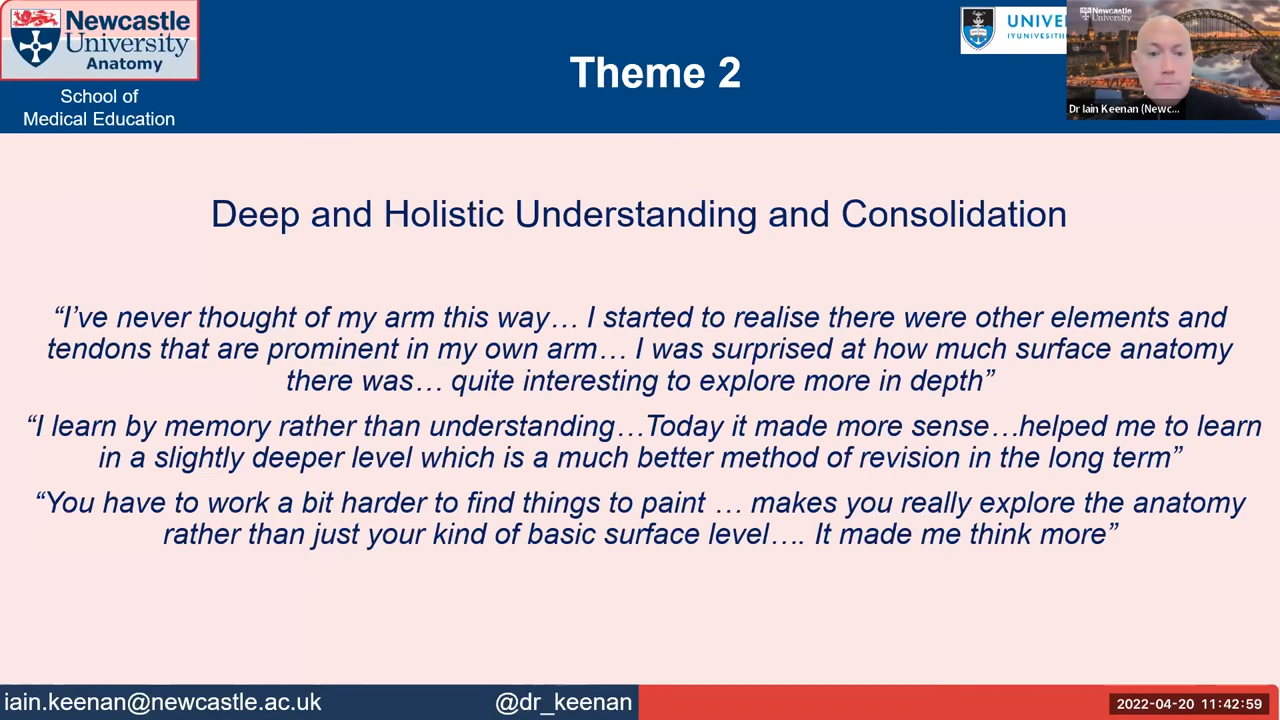 Newcastle
University
Anatomy
School of
Medical Education
Theme 2
UNIVER
IYUNIVESITHI
Newcastle
University
Dr Iain Keenan (Newc...
Deep and Holistic Understanding and Consolidation
“I’ve never thought of my arm this way… I started to realise there were other elements and
tendons that are prominent in my own arm… I was surprised at how much surface anatomy
there was… quite interesting to explore more in depth”
“I learn by memory rather than understanding…Today it made more sense…helped me to learn
in a slightly deeper level which is a much better method of revision in the long term”
“You have to work a bit harder to find things to paint … makes you really explore the anatomy
rather than just your kind of basic surface level…. It made me think more”
iain.keenan@newcastle.ac.uk
@dr_keenan
2022-04-20 11:42:59